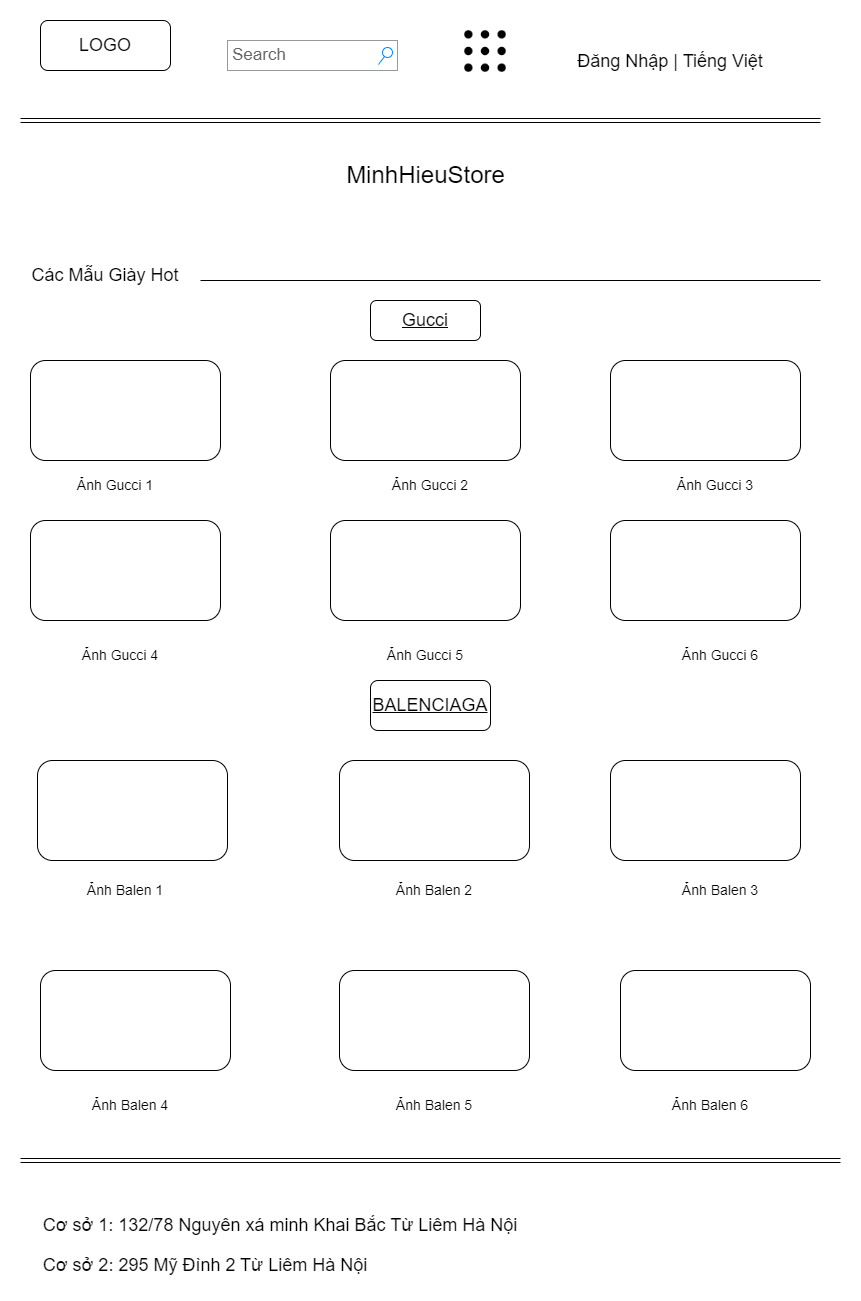 LOGO
Search
Đăng Nhập | Tiếng Việt
MinhHieuStore
Các Mẫu Giày Hot
Gucci
Ảnh Gucci 1
Ảnh Gucci 2
Ảnh Gucci 3
Ảnh Gucci 4
Ảnh Gucci 5
Ảnh Gucci 6
BALENCIAGA
Ảnh Balen 1
Ảnh Balen 2
Ảnh Balen 3
Ảnh Balen 4
Ảnh Balen 5
Ảnh Balen 6
Cơ sở 1: 132/78 Nguyên xá minh Khai Bắc Từ Liêm Hà Nội
Cơ sở 2: 295 Mỹ Đình 2 Từ Liêm Hà Nội